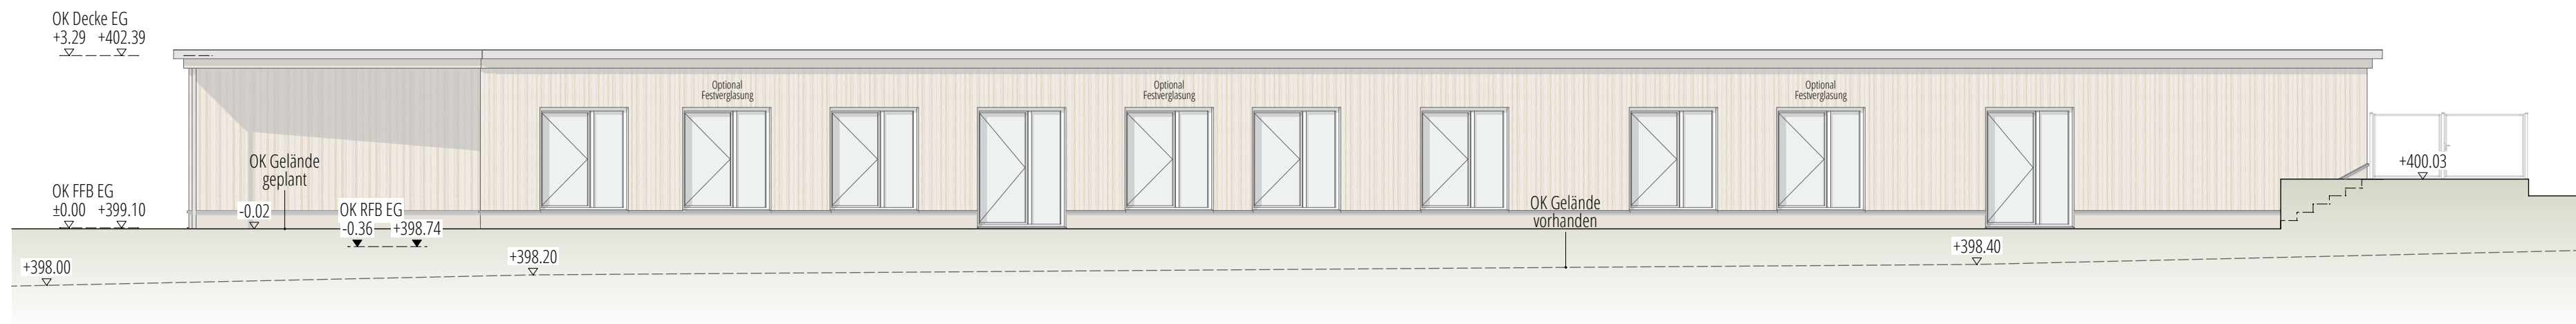 OK Decke EG
+3.29 +402.39
Optional
Festverglasung
Optional
Festverglasung
Optional
Festverglasung
OK Gelände
geplant
+400.03
OK FFB EG
±0.00 +399.10
-0.02
OK RFB EG
-0.36 +398.74
OK Gelände
vorhanden
+398.00
+398.20
+398.40